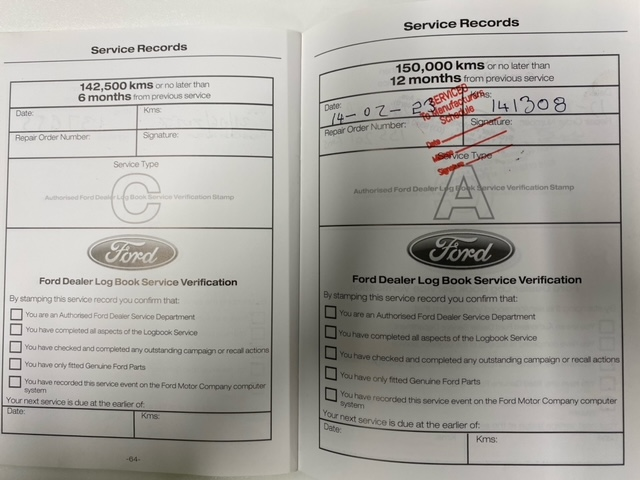 Service Records
142,500 kms or no later than
6 months from previous service
Date:
Kms:
Repair Order Number:
Signature:
Service Type
C
Authorised Ford Dealer Log Book Service Verification Stamp
Ford
Ford Dealer Log Book Service Verification
By stamping this service record you confirm that:
You are an Authorised Ford Dealer Service Department
You have completed all aspects of the Logbook Service
You have checked and completed any outstanding campaign or recall actions
You have only fitted Genuine Ford Parts
You have recorded this service event on the Ford Motor Company computer
system
Your next service is due at the earlier of:
Date:
Kms:
-64-
Service Records
150,000 kms or no later than
12 months from previous service
Date:
14-02-23
Kms:
141308
SERVICED
To Manufacturers
Schedule
Date
Repair Order Number:
Signature:
Service Type
A
Authorised Ford Dealer Log Book Service Verification Stamp
Ford
Ford Dealer Log Book Service Verification
By stamping this service record you confirm that:
You are an Authorised Ford Dealer Service Department
You have completed all aspects of the Logbook Service
You have checked and completed any outstanding campaign or recall actions
You have only fitted Genuine Ford Parts
You have recorded this service event on the Ford Motor Company computer
system
Your next service is due at the earlier of:
Date:
Kms: